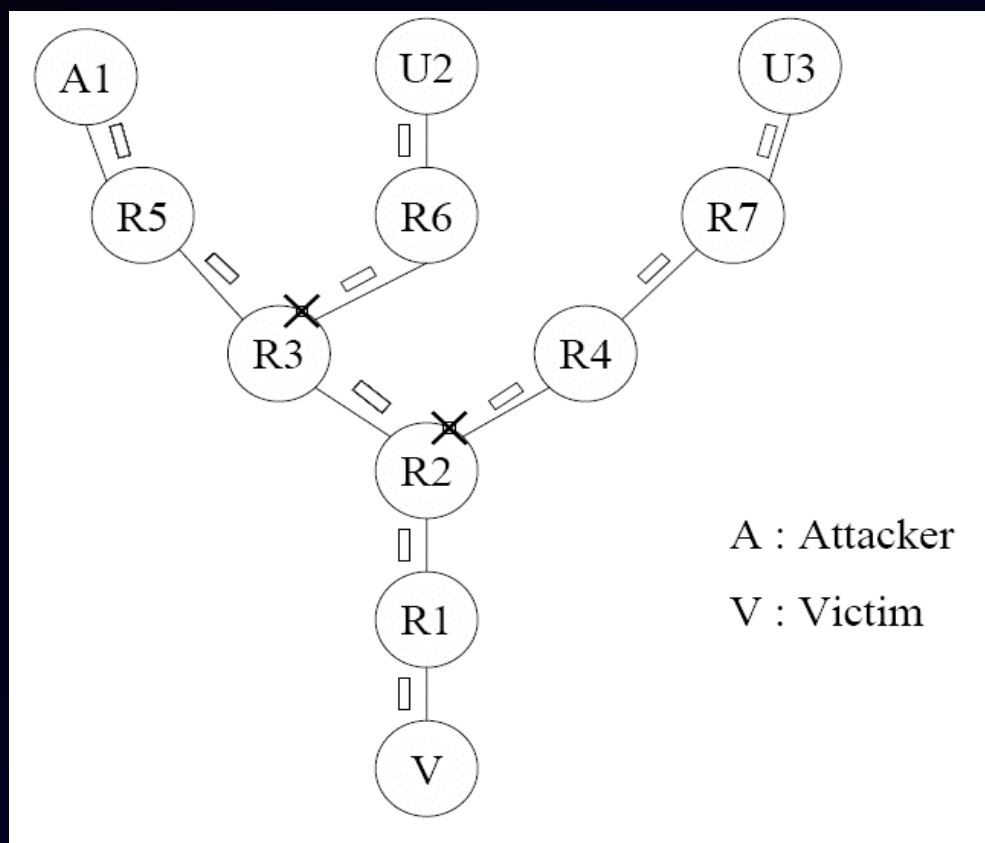 A1
U2
U3
R5
R6
R7
R3
R4
R2
A : Attacker
R1
V : Victim
V